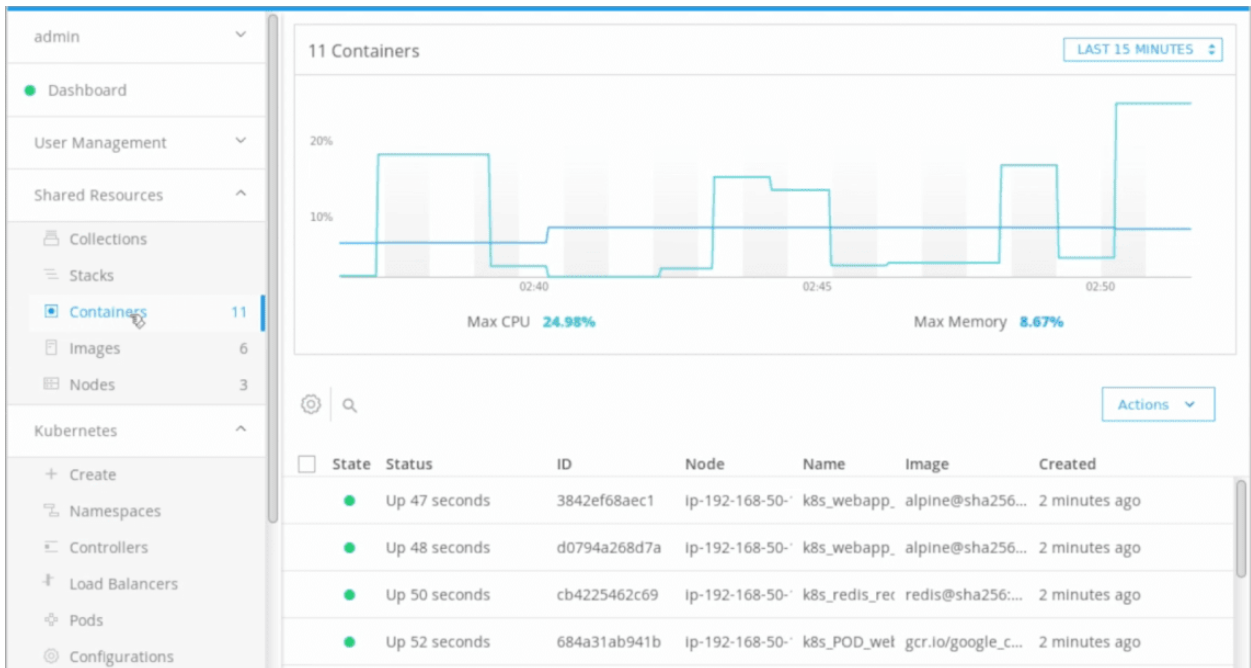 admin
Dashboard
User Management
Shared Resources
Collections
Stacks
Containers 11
Images 6
Nodes 3
Kubernetes
Create
Namespaces
Controllers
Load Balancers
Pods
Configurations
11 Containers LAST 15 MINUTES
20%
10%
02:40 02:45 02:50
Max CPU 24.98% Max Memory 8.67%
Actions
State Status ID Node Name Image Created
Up 47 seconds 3842ef68aec1 ip-192-168-50- k8s_webapp_ alpine@sha256... 2 minutes ago
Up 48 seconds d0794a268d7a ip-192-168-50- k8s_webapp_ alpine@sha256... 2 minutes ago
Up 50 seconds cb4225462c69 ip-192-168-50- k8s_redis_rec redis@sha256:... 2 minutes ago
Up 52 seconds 684a31ab941b ip-192-168-50- k8s_POD_wel gcr.io/google_c... 2 minutes ago